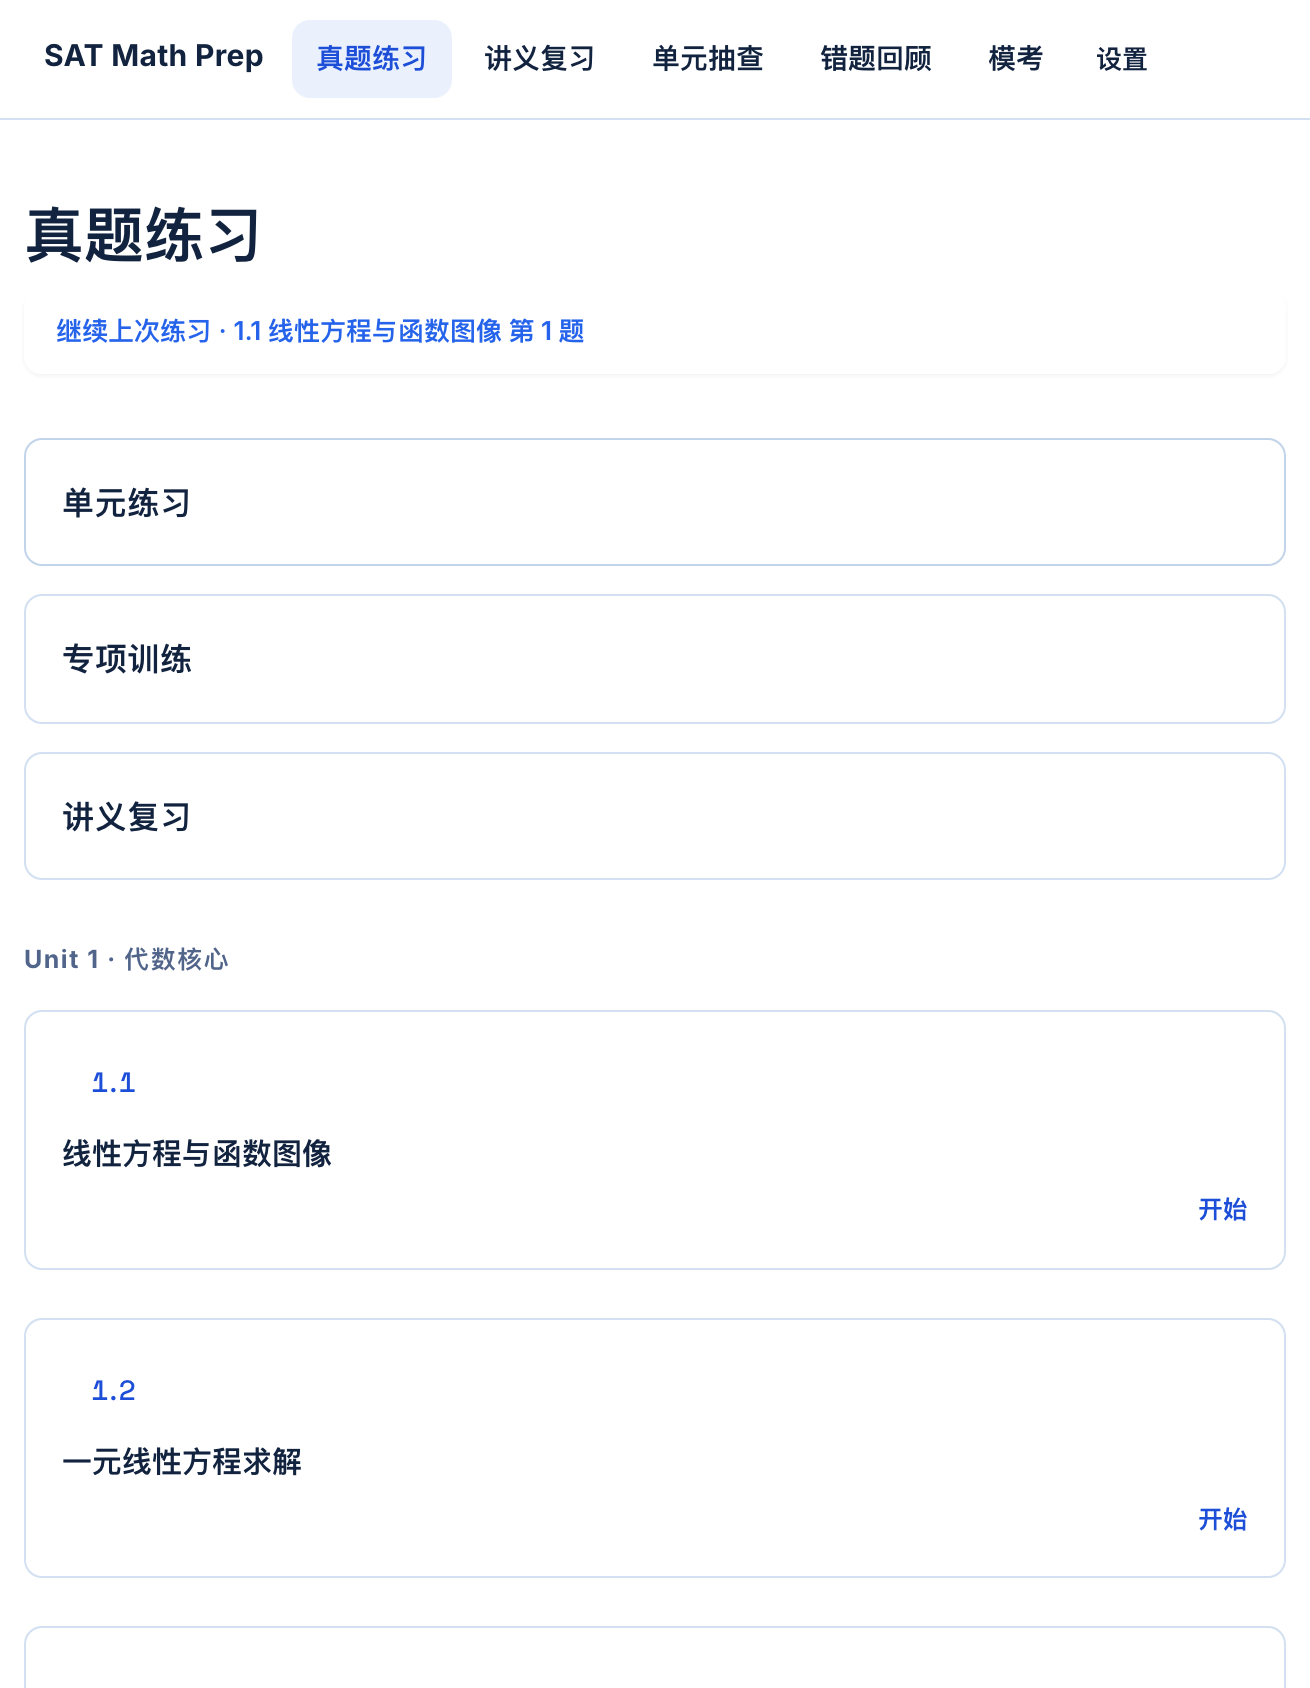 SAT Math Prep 真题练习 讲义复习 单元抽查 错题回顾 模考 设置
真题练习
继续上次练习 · 1.1 线性方程与函数图像 第 1 题
单元练习
专项训练
讲义复习
Unit 1 · 代数核心
1.1
线性方程与函数图像
开始
1.2
一元线性方程求解
开始